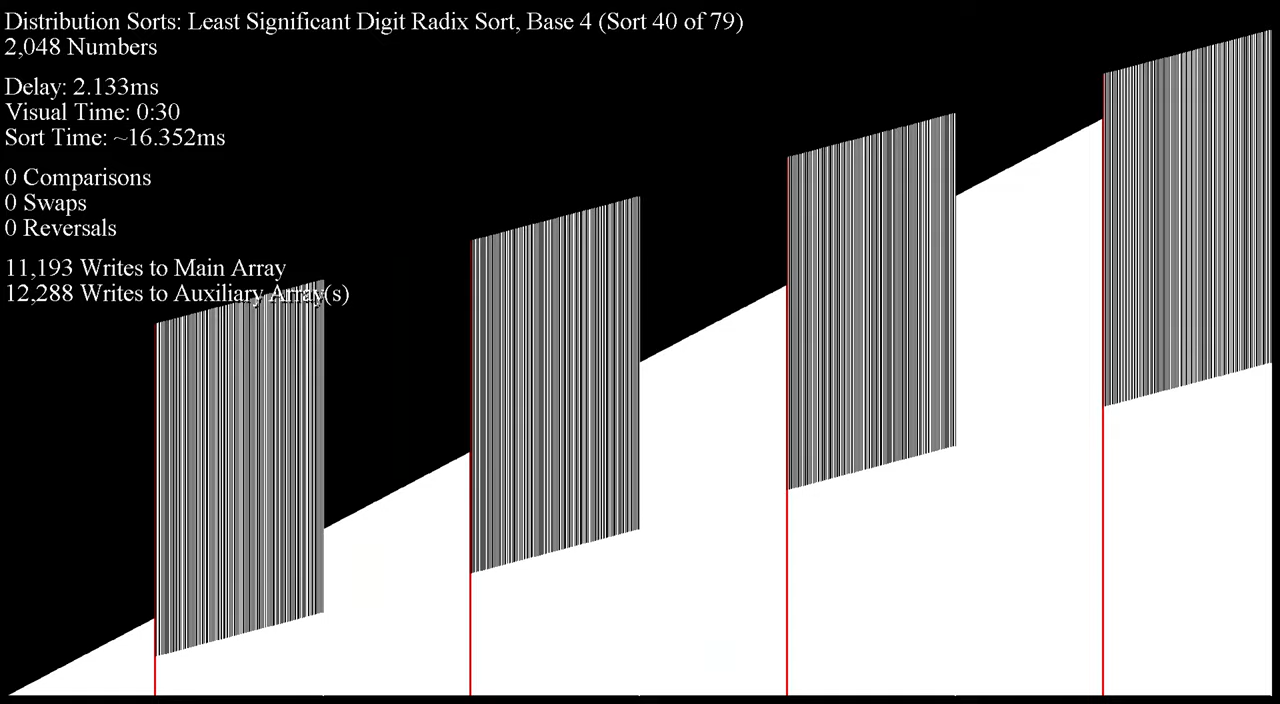 Distribution Sorts: Least Significant Digit Radix Sort, Base 4 (Sort 40 of 79)
2,048 Numbers
Delay: 2.133ms
Visual Time: 0:30
Sort Time: ~16.352ms
0 Comparisons
0 Swaps
0 Reversals
11,193 Writes to Main Array
12,288 Writes to Auxiliary Array(s)